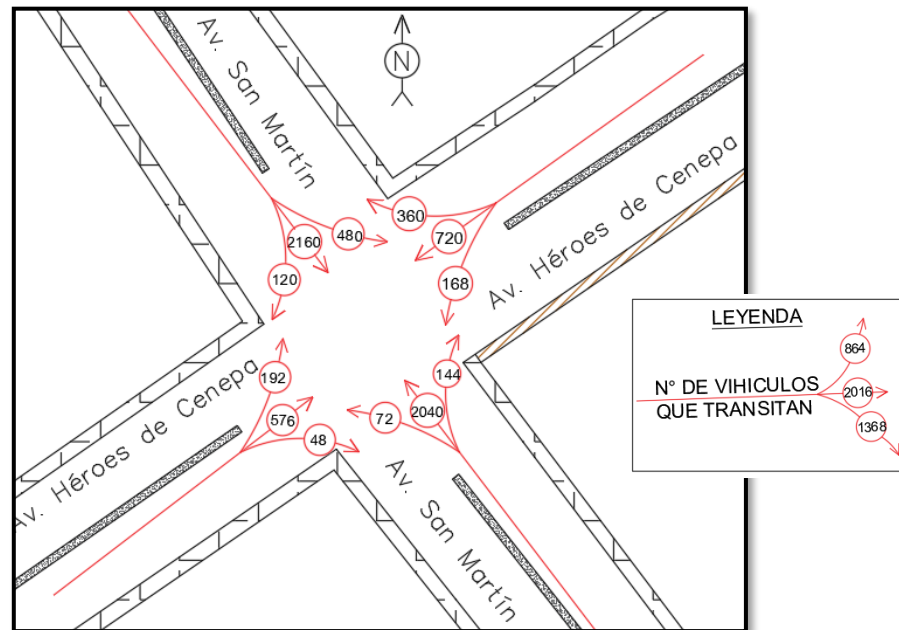 Av. San Martín
N
Av. Héroes de Cenepa
360
480
2160
720
120
168
LEYENDA
864
N° DE VIHICULOS
QUE TRANSITAN
2016
1368
Av. Héroes de Cenepa
192
144
576
72
2040
48
Av. San Martín